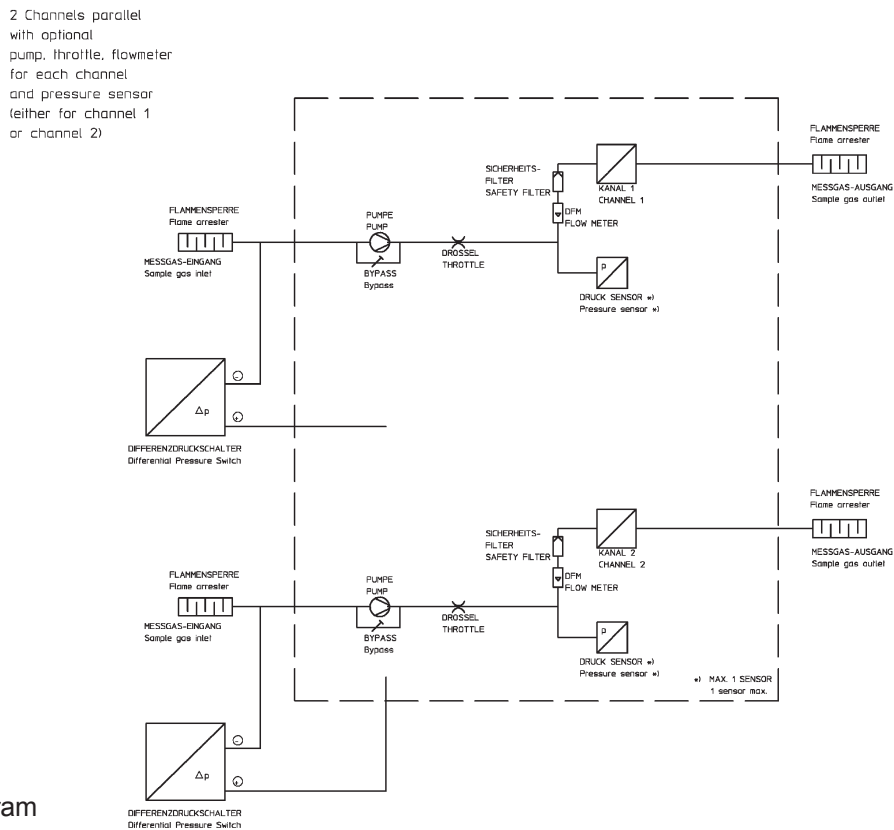 2 Channels parallel
with optional
pump, throttle, flowmeter
for each channel
and pressure sensor
(either for channel 1
or channel 2)
FLAMMENSPERRE
Flame arrester
MESSGAS-AUSGANG
Sample gas outlet
SICHERHEITS-
FILTER
SAFETY FILTER
KANAL 1
CHANNEL 1
DFM
FLOW METER
FLAMMENSPERRE
Flame arrester
MESSGAS-EINGANG
Sample gas inlet
PUMPE
PUMP
BYPASS
Bypass
DROSSEL
THROTTLE
P
DRUCK SENSOR *)
Pressure sensor *)
-
Δp
+
DIFFERENZDRUCKSCHALTER
Differential Pressure Switch
FLAMMENSPERRE
Flame arrester
MESSGAS-AUSGANG
Sample gas outlet
SICHERHEITS-
FILTER
SAFETY FILTER
KANAL 2
CHANNEL 2
DFM
FLOW METER
FLAMMENSPERRE
Flame arrester
MESSGAS-EINGANG
Sample gas inlet
PUMPE
PUMP
BYPASS
Bypass
DROSSEL
THROTTLE
P
DRUCK SENSOR *)
Pressure sensor *)
*) MAX. 1 SENSOR
1 sensor max.
-
Δp
+
DIFFERENZDRUCKSCHALTER
Differential Pressure Switch